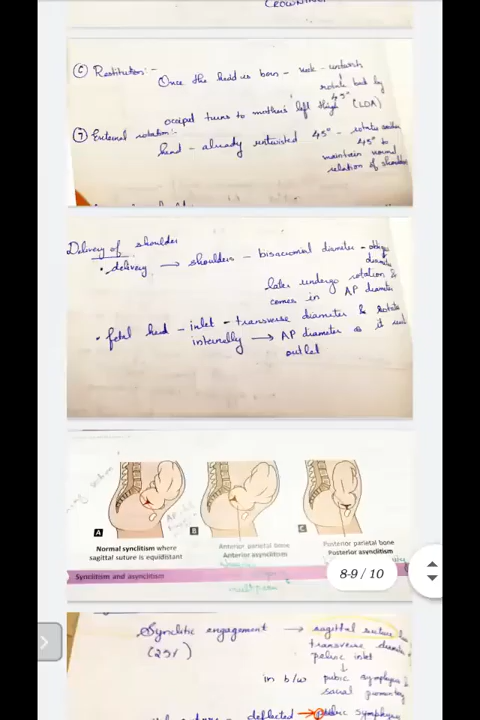 CROWNING
⑥ Restitution:-
Once the head is born - neck - untwists
rotate back by
45°
occiput turns to mother's left thigh (LOA)
⑦ External rotation:-
head - already untwisted 45° - rotates another
45° to
maintain normal
relation of shoulders
Delivery of shoulder
• delivery → shoulders - bisacromial diameter - oblique
diameter
later undergo rotation &
comes in AP diameter
• fetal head - inlet - transverse diameter & rotate
internally → AP diameter as it
outlet
A
B
C
Normal synclitism where
sagittal suture is equidistant
Anterior parietal bone
Anterior asynclitism
Posterior parietal bone
Posterior asynclitism
Synclitism and asynclitism
8-9 / 10
Synclitic engagement → sagittal suture
(25%)
transverse diameter
pelvic inlet
in b/w pubic symphysis &
sacral promontory
deflected → pubic symphysis